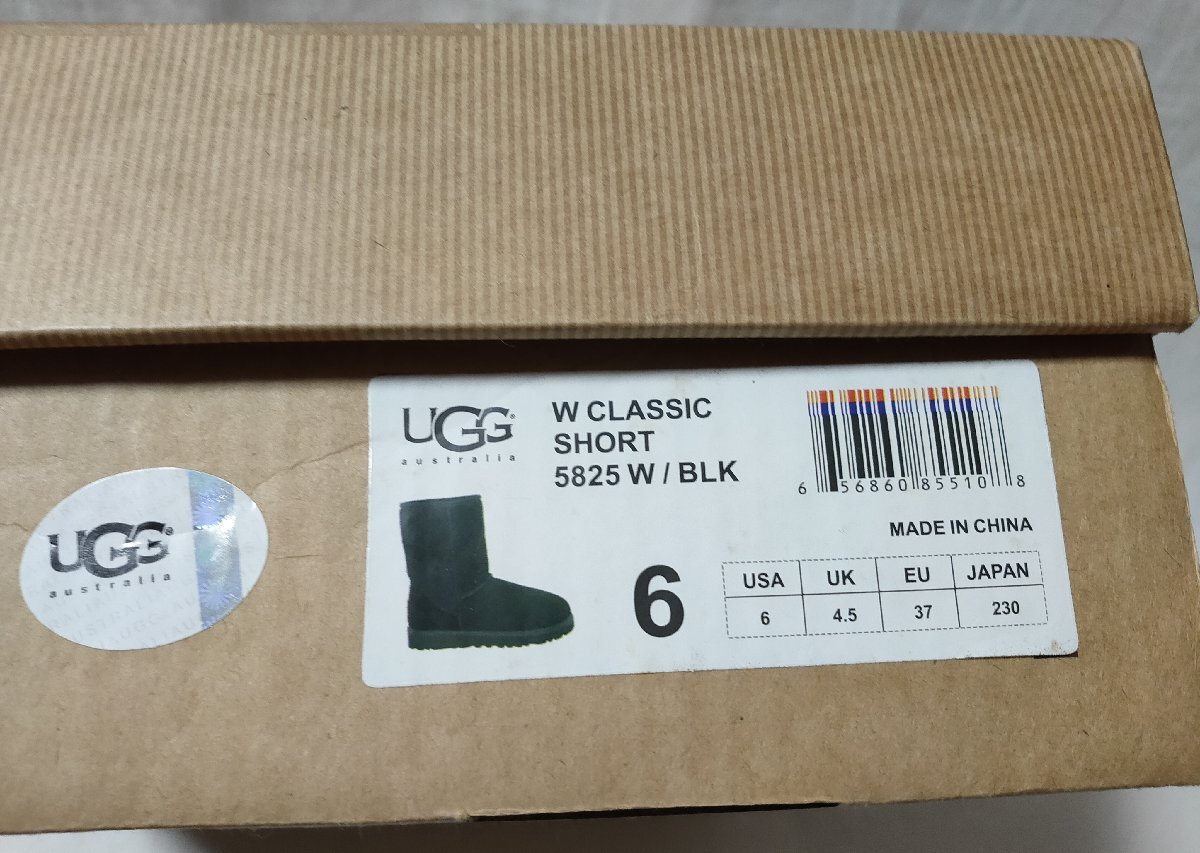 UGG®
australia
W CLASSIC
SHORT
5825 W / BLK
6 56860 85510 8
MADE IN CHINA
6
USA UK EU JAPAN
6 4.5 37 230
UGG®
australia